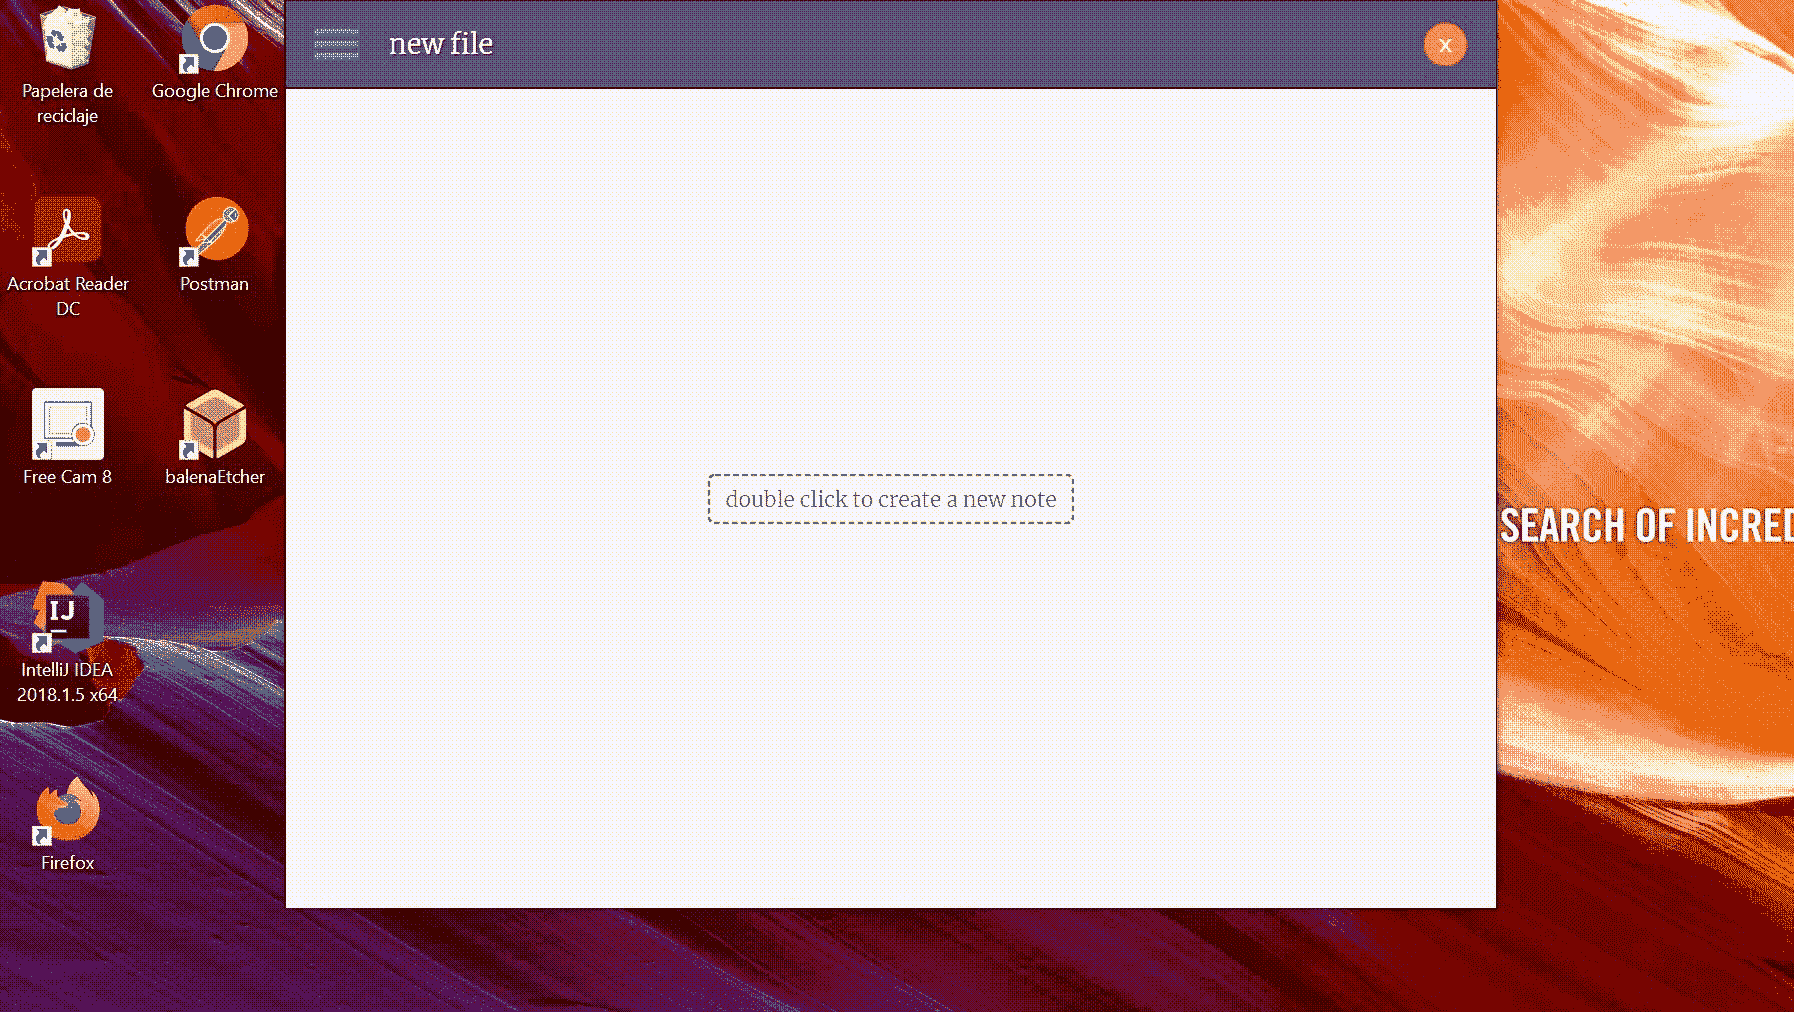 Papelera de
reciclaje
Google Chrome
Acrobat Reader
DC
Postman
Free Cam 8
balenaEtcher
IJ
IntelliJ IDEA
2018.1.5 x64
Firefox
new file
x
double click to create a new note
SEARCH OF INCRED